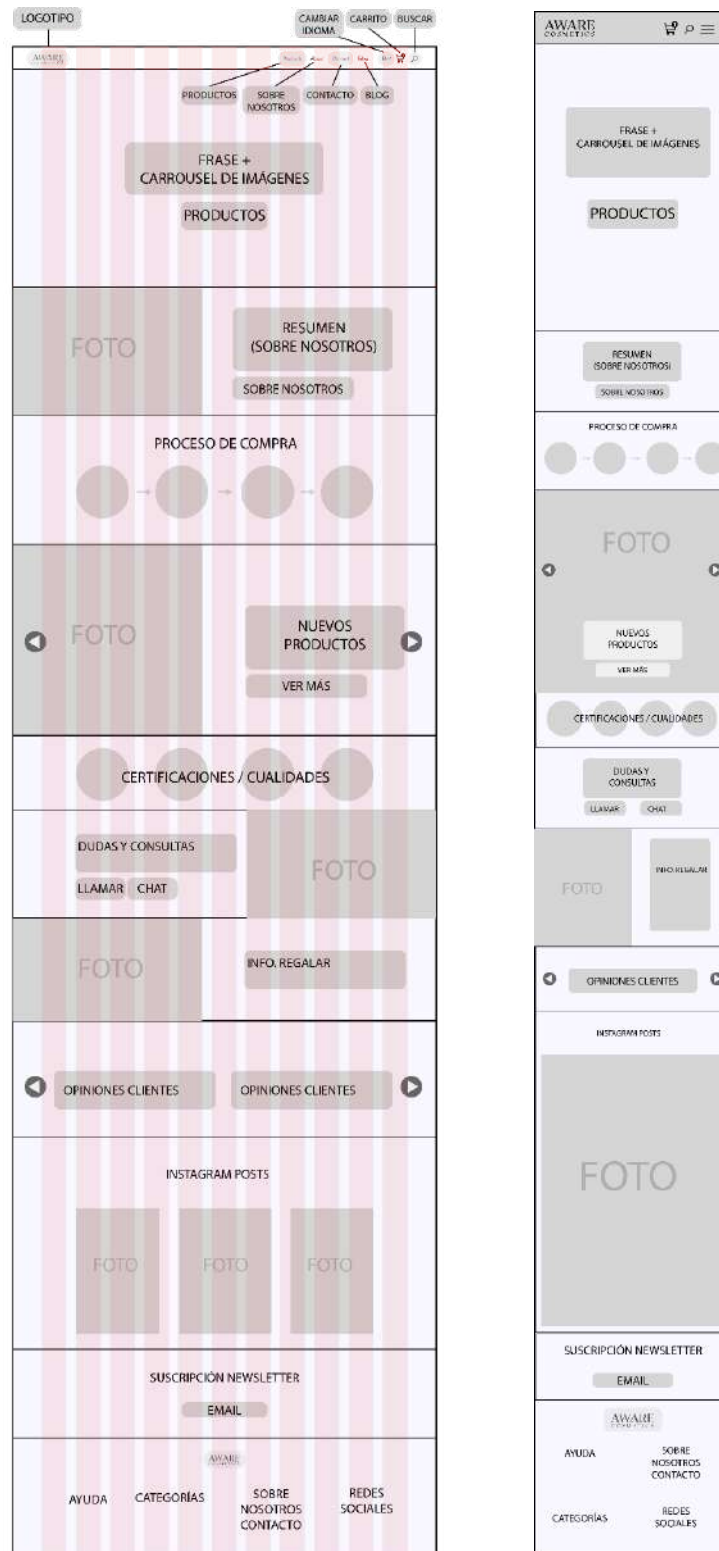 LOGOTIPO
CAMBIAR
IDIOMA
CARRITO
BUSCAR
AWARE
PRODUCTOS
SOBRE
NOSOTROS
CONTACTO
BLOG
FRASE +
CARROUSEL DE IMÁGENES
PRODUCTOS
FOTO
RESUMEN
(SOBRE NOSOTROS)
SOBRE NOSOTROS
PROCESO DE COMPRA
FOTO
NUEVOS
PRODUCTOS
VER MÁS
CERTIFICACIONES / CUALIDADES
DUDAS Y CONSULTAS
LLAMAR
CHAT
FOTO
FOTO
INFO. REGALAR
OPINIONES CLIENTES
OPINIONES CLIENTES
INSTAGRAM POSTS
FOTO
FOTO
FOTO
SUSCRIPCIÓN NEWSLETTER
EMAIL
AWARE
AYUDA
CATEGORÍAS
SOBRE
NOSOTROS
CONTACTO
REDES
SOCIALES
AWARE
COSMETICS
FRASE +
CARROUSEL DE IMÁGENES
PRODUCTOS
RESUMEN
(SOBRE NOSOTROS)
SOBRE NOSOTROS
PROCESO DE COMPRA
FOTO
NUEVOS
PRODUCTOS
VER MÁS
CERTIFICACIONES / CUALIDADES
DUDAS Y
CONSULTAS
LLAMAR
CHAT
FOTO
INFO. REGALAR
OPINIONES CLIENTES
INSTAGRAM POSTS
FOTO
SUSCRIPCIÓN NEWSLETTER
EMAIL
AWARE
COSMETICS
AYUDA
SOBRE
NOSOTROS
CONTACTO
CATEGORÍAS
REDES
SOCIALES